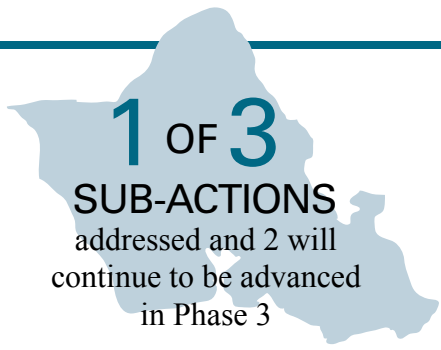 1 OF 3
SUB-ACTIONS
addressed and 2 will
continue to be advanced
in Phase 3